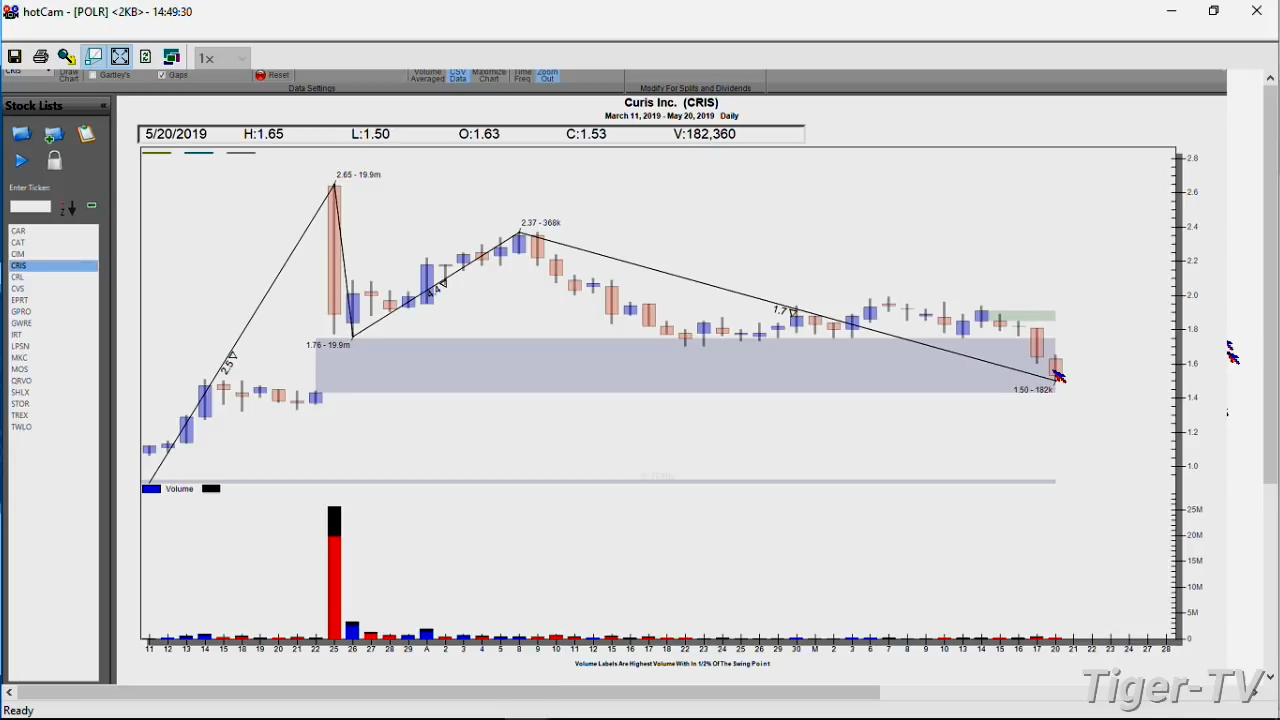 hotCam - [POLR] <2KB> - 14:49:30
1x
CRIS
Draw Chart
Gartley's
Gaps
Reset
Volume Averaged
CSV Data
Maximize Chart
Time Freq
Zoom Out
Data Settings
Modify For Splits and Dividends
Stock Lists
«
Curis Inc. (CRIS)
March 11, 2019 - May 20, 2019 Daily
5/20/2019 H:1.65 L:1.50 O:1.63 C:1.53 V:182,360
Enter Ticker:
CAR
CAT
CIM
CRIS
CRL
CVS
EPRT
GPRO
GWRE
IRT
LPSN
MKC
MOS
QRVO
SHLX
STOR
TREX
TWLO
2.65 - 19.9m
2.37 - 368k
1.76 - 19.9m
1.50 - 182k
2.5
4.4
1.7
2.8
2.6
2.4
2.2
2.0
1.8
1.6
1.4
1.2
1.0
Volume
25M
20M
15M
10M
5M
0
11 12 13 14 15 18 19 20 21 22 25 26 27 28 29 A 2 3 4 5 8 9 10 11 12 15 16 17 18 22 23 24 25 26 29 30 M 2 3 6 7 8 9 10 13 14 15 16 17 20 21 22 23 24 27 28
Volume Labels Are Highest Volume With In 1/2% Of The Swing Point
Tiger-TV
Ready